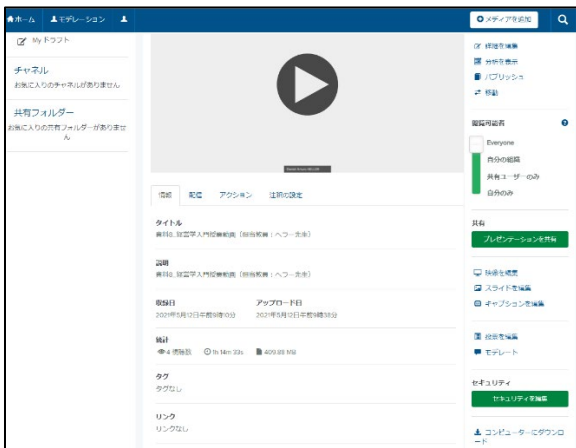 ホーム
モデレーション
メディアを追加
My ドラフト
チャネル
お気に入りのチャネルがありません
共有フォルダー
お気に入りの共有フォルダーがありませ
ん
情報
配信
アクション
注釈の設定
タイトル
資料8_経営学入門授業動画（担当教員：ヘラー先生）
説明
資料8_経営学入門授業動画（担当教員：ヘラー先生）
収録日
アップロード日
2021年5月12日午前9時10分
2021年5月12日午前9時38分
統計
4 視聴数
1h 14m 33s
409.88 MB
タグ
タグなし
リンク
リンクなし
詳細を編集
分析を表示
パブリッシュ
移動
閲覧可能者
Everyone
自分の組織
共有ユーザーのみ
自分のみ
共有
プレゼンテーションを共有
映像を編集
スライドを編集
キャプションを編集
投票を編集
モデレート
セキュリティ
セキュリティを編集
コンピューターにダウンロ
ード